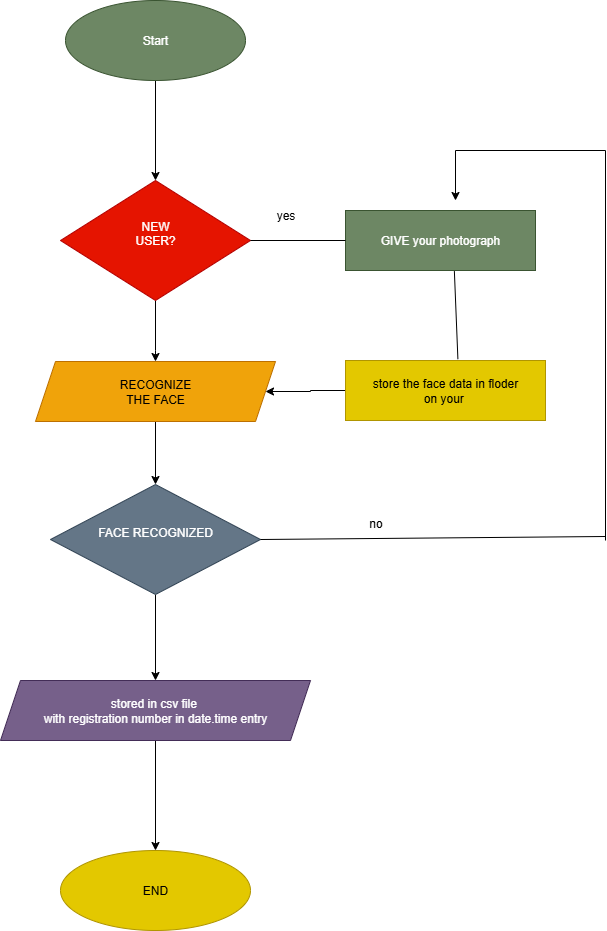 Start
NEW
USER?
yes
GIVE your photograph
RECOGNIZE
THE FACE
store the face data in floder
on your
FACE RECOGNIZED
no
stored in csv file
with registration number in date.time entry
END